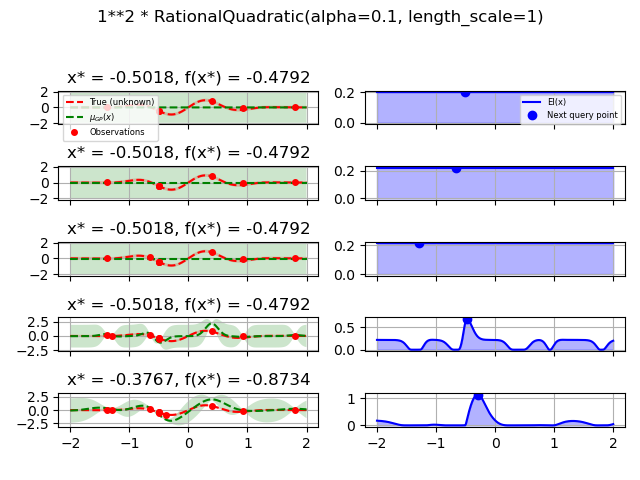 1**2 * RationalQuadratic(alpha=0.1, length_scale=1)
x* = -0.5018, f(x*) = -0.4792
2
0
−2
True (unknown)
μGP(x)
Observations
0.2
0.0
EI(x)
Next query point
x* = -0.5018, f(x*) = -0.4792
2
0
−2
0.2
0.0
x* = -0.5018, f(x*) = -0.4792
2
0
−2
0.2
0.0
x* = -0.5018, f(x*) = -0.4792
2.5
0.0
−2.5
0.5
0.0
x* = -0.3767, f(x*) = -0.8734
2.5
0.0
−2.5
1
0
−2 −1 0 1 2
−2 −1 0 1 2